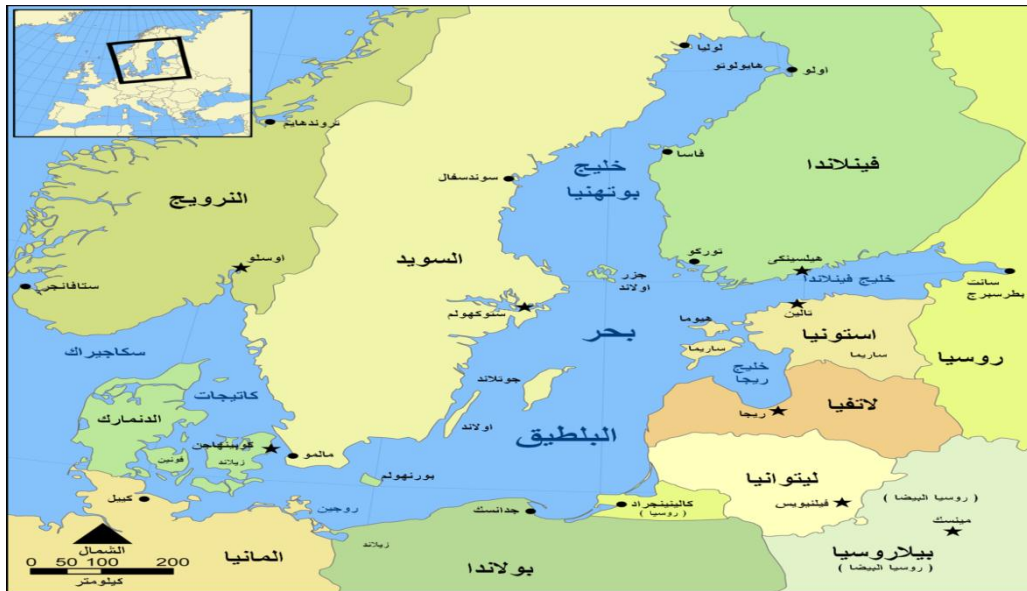 لوليا
هايولوتو
اولو
تروندهايم
فاسا
فينلاندا
خليج
بوتهنيا
سوندسفال
النرويج
السويد
اوسلو
ستافانجر
توركو
هيلسينكي
جزر
اولاند
خليج فينلاندا
سانت
بطرسبرج
ستوكهولم
تالين
هيوما
استونيا
بحر
ساريما
ساريما
روسيا
سكاجيراك
خليج
ريجا
جوتلاند
كاتيجات
لاتفيا
الدنمارك
ريجا
اولاند
البلطيق
كوبنهاجن
مالمو
زيلاند
فونين
ليتوانيا
بورنهولم
كييل
روجين
جدانسك
كالينينجراد
( روسيا )
فيلنيوس
( روسيا البيضا )
مينسك
الشمال
زيلاند
المانيا
بولاندا
بيلاروسيا
( روسيا البيضا )
0 50 100 200
كيلومتر